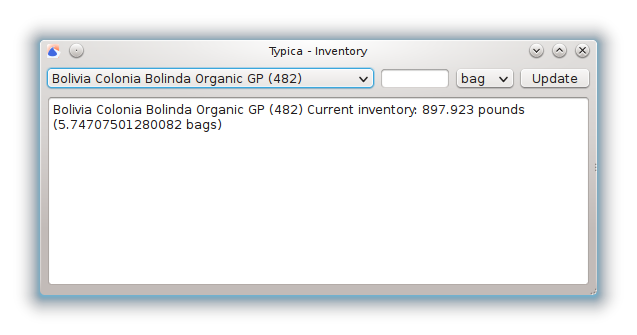 Typica - Inventory
Bolivia Colonia Bolinda Organic GP (482) bag Update
Bolivia Colonia Bolinda Organic GP (482) Current inventory: 897.923 pounds
(5.74707501280082 bags)